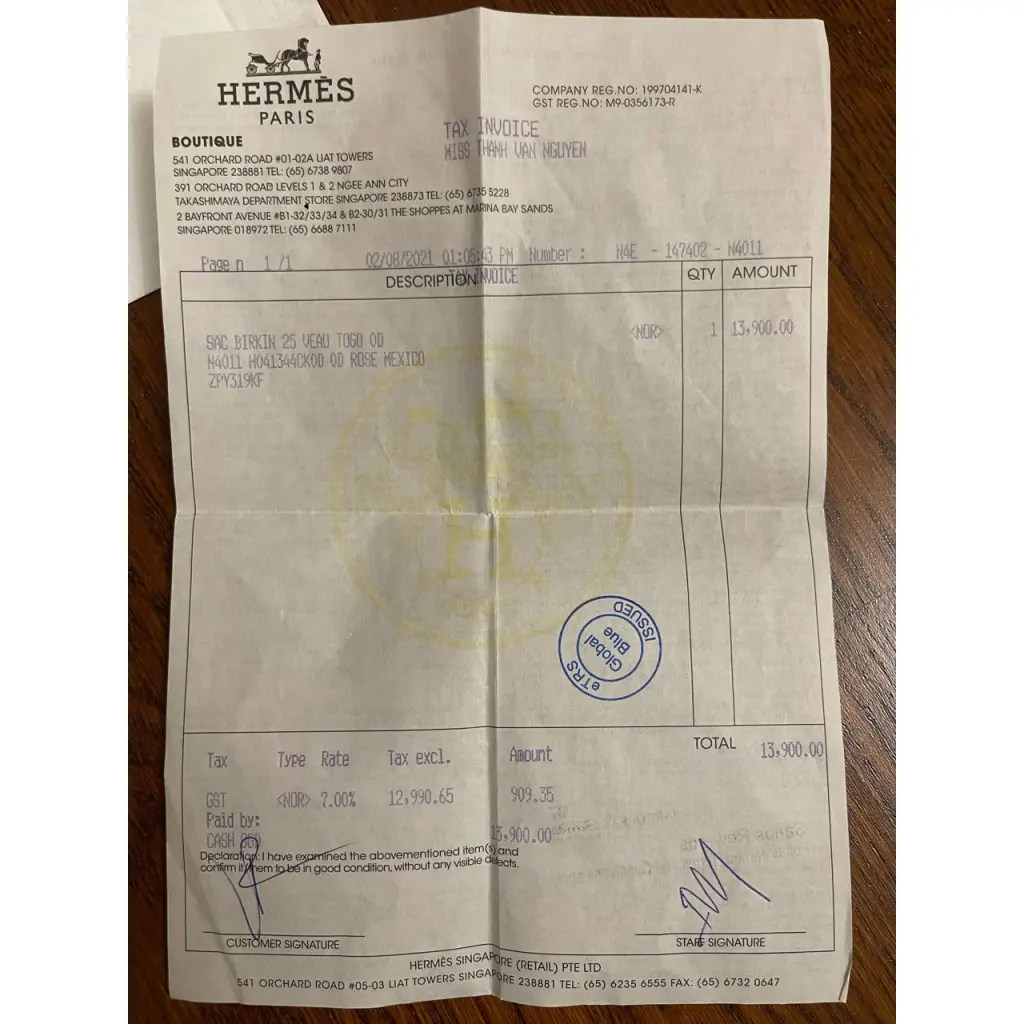 HERMÈS
PARIS
COMPANY REG.NO: 199704141-K
GST REG.NO: M9-0356173-R
TAX INVOICE
MISS THANH VAN NGUYEN
BOUTIQUE
541 ORCHARD ROAD #01-02A LIAT TOWERS
SINGAPORE 238881 TEL: (65) 6738 9807
391 ORCHARD ROAD LEVELS 1 & 2 NGEE ANN CITY
TAKASHIMAYA DEPARTMENT STORE SINGAPORE 238873 TEL: (65) 6735 5228
2 BAYFRONT AVENUE #B1-32/33/34 & B2-30/31 THE SHOPPES AT MARINA BAY SANDS
SINGAPORE 018972 TEL: (65) 6688 7111
Page n 1 /1 02/08/2021 01:05:43 PM Number : N4E - 147402 - N4011
DESCRIPTION QTY AMOUNT
TAX INVOICE
SAC BIRKIN 25 VEAU TOGO OD <NOR> 1 13,900.00
N4011 H041344CKOD OD ROSE MEXICO
ZPY319KF
eTRS ISSUED
Global
Blue
TOTAL 13,900.00
Tax Type Rate Tax excl. Amount
GST <NOR> 7.00% 12,990.65 909.35
Paid by:
CASH 13,900.00
Declaration: I have examined the abovementioned item(s) and
confirm them to be in good condition, without any visible defects.
CUSTOMER SIGNATURE STAFF SIGNATURE
HERMÈS SINGAPORE (RETAIL) PTE LTD
541 ORCHARD ROAD #05-03 LIAT TOWERS SINGAPORE 238881 TEL: (65) 6235 6555 FAX: (65) 6732 0647